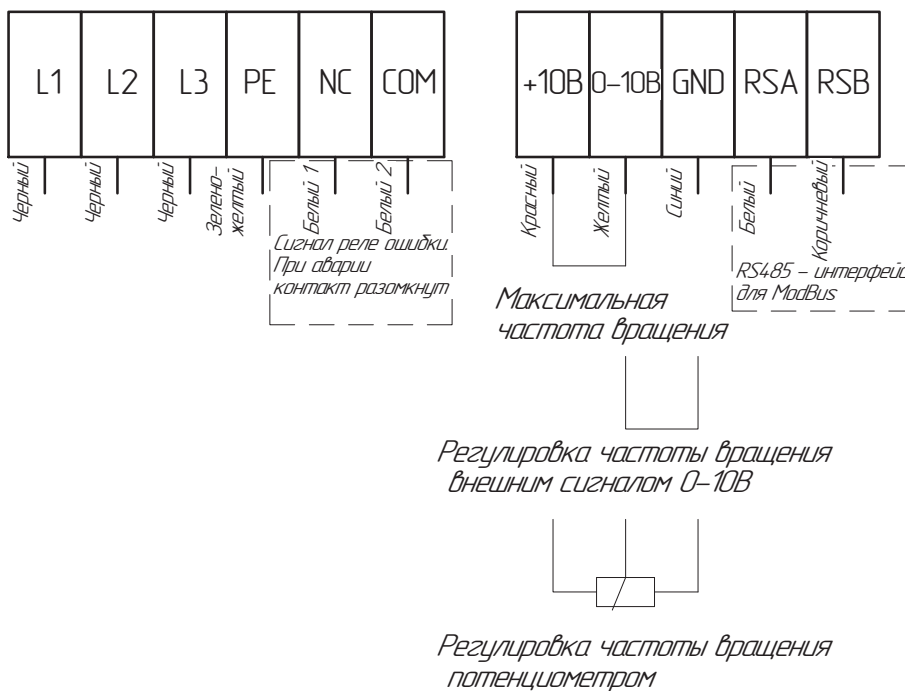 L1 L2 L3 PE NC COM
+10В 0-10В GND RSA RSB
Черный
Черный
Черный
Зелено-
желтый
Белый 1
Белый 2
Красный
Желтый
Синий
Белый
Коричневый
Сигнал реле ошибки.
При аварии
контакт разомкнут
RS485 - интерфейс
для ModBus
Максимальная
частота вращения
Регулировка частоты вращения
внешним сигналом 0-10В
Регулировка частоты вращения
потенциометром